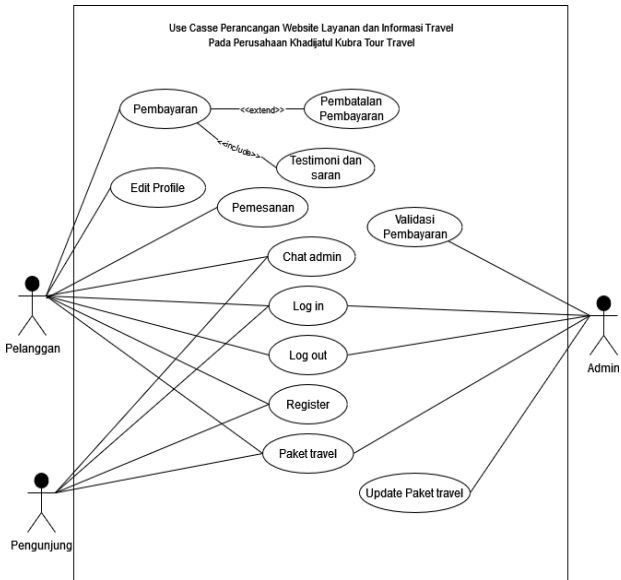 Use Casse Perancangan Website Layanan dan Informasi Travel
Pada Perusahaan Khadijatul Kubra Tour Travel
Pembayaran
<<extend>>
Pembatalan
Pembayaran
<<include>>
Testimoni dan
saran
Edit Profile
Pemesanan
Validasi
Pembayaran
Chat admin
Log in
Pelanggan
Log out
Admin
Register
Paket travel
Update Paket travel
Pengunjung